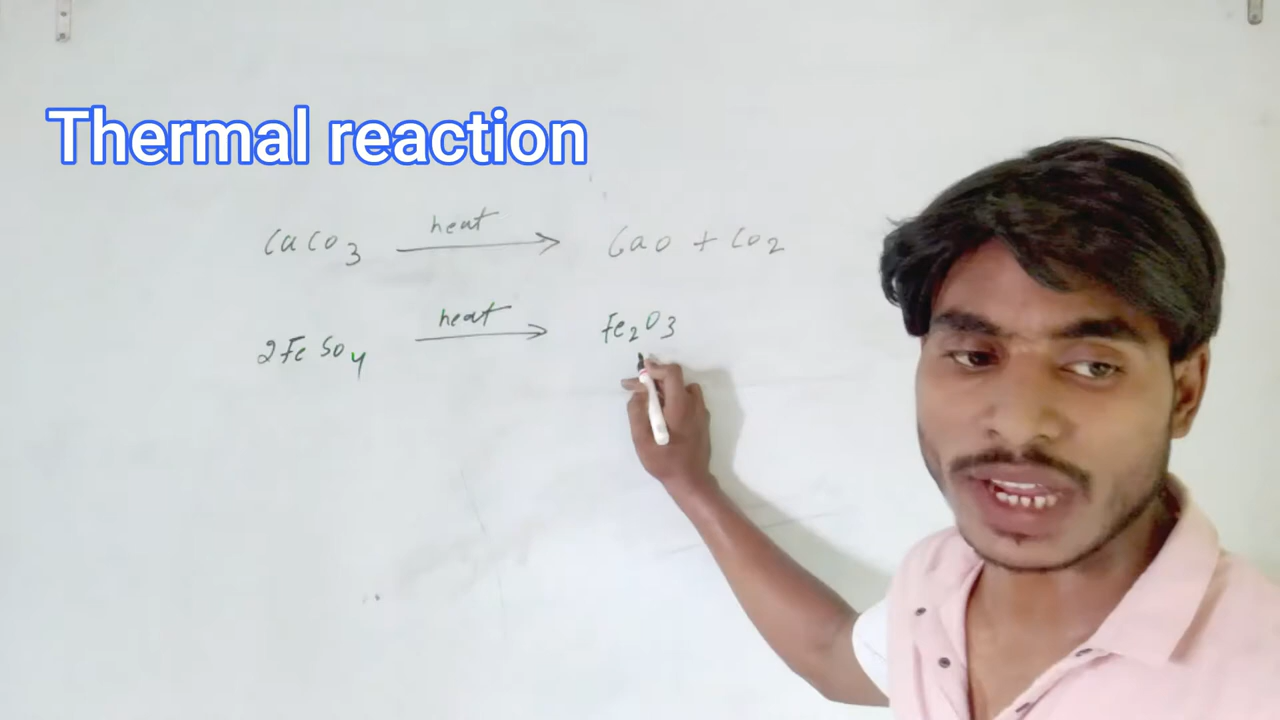 Thermal reaction
CaCO3 heat → CaO + CO2
2FeSO4 heat → Fe2O3